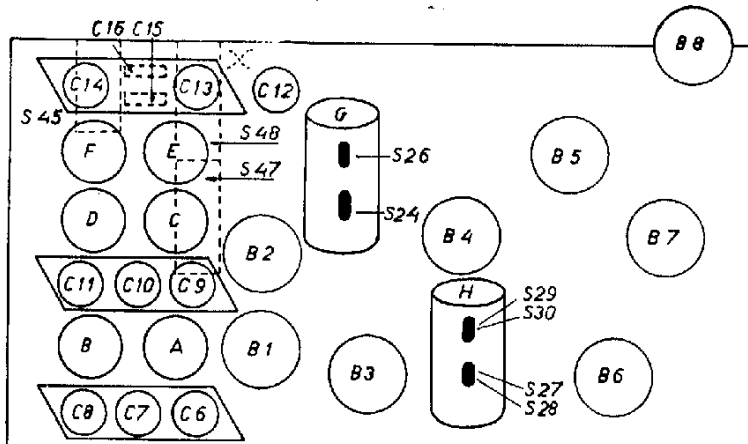 C16 C15
B8
C14 C13 C12
S45
G
F E S48
S26
B5
S47
D C
S24
B4
B7
B2
C11 C10 C9
H
S29
S30
B A B1
B3
S27
B6
S28
C8 C7 C6